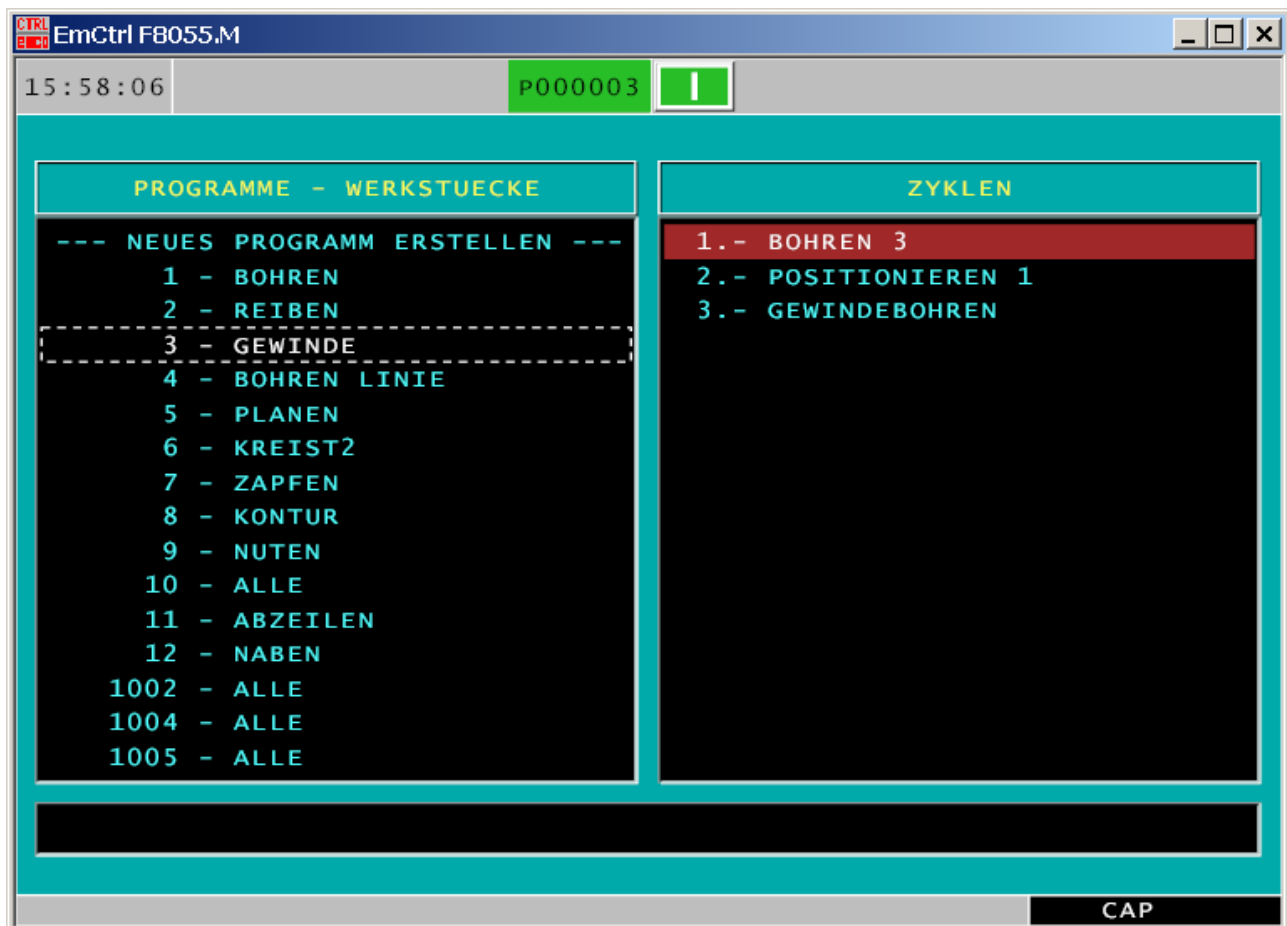 CTRL
EmCtrl F8055.M
15:58:06 P000003 I
PROGRAMME - WERKSTUECKE
--- NEUES PROGRAMM ERSTELLEN ---
1 - BOHREN
2 - REIBEN
3 - GEWINDE
4 - BOHREN LINIE
5 - PLANEN
6 - KREIST2
7 - ZAPFEN
8 - KONTUR
9 - NUTEN
10 - ALLE
11 - ABZEILEN
12 - NABEN
1002 - ALLE
1004 - ALLE
1005 - ALLE
ZYKLEN
1.- BOHREN 3
2.- POSITIONIEREN 1
3.- GEWINDEBOHREN
CAP